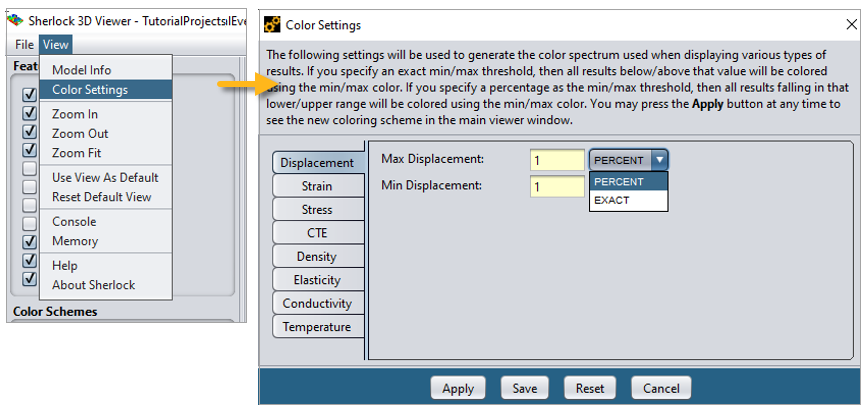 Sherlock 3D Viewer - TutorialProjectsIEve
File View
Feat
Model Info
Color Settings
Zoom In
Zoom Out
Zoom Fit
Use View As Default
Reset Default View
Console
Memory
Help
About Sherlock
Color Schemes
Color Settings
The following settings will be used to generate the color spectrum used when displaying various types of
results. If you specify an exact min/max threshold, then all results below/above that value will be colored
using the min/max color. If you specify a percentage as the min/max threshold, then all results falling in that
lower/upper range will be colored using the min/max color. You may press the Apply button at any time to
see the new coloring scheme in the main viewer window.
Displacement
Strain
Stress
CTE
Density
Elasticity
Conductivity
Temperature
Max Displacement: 1 PERCENT
Min Displacement: 1 PERCENT
EXACT
Apply Save Reset Cancel